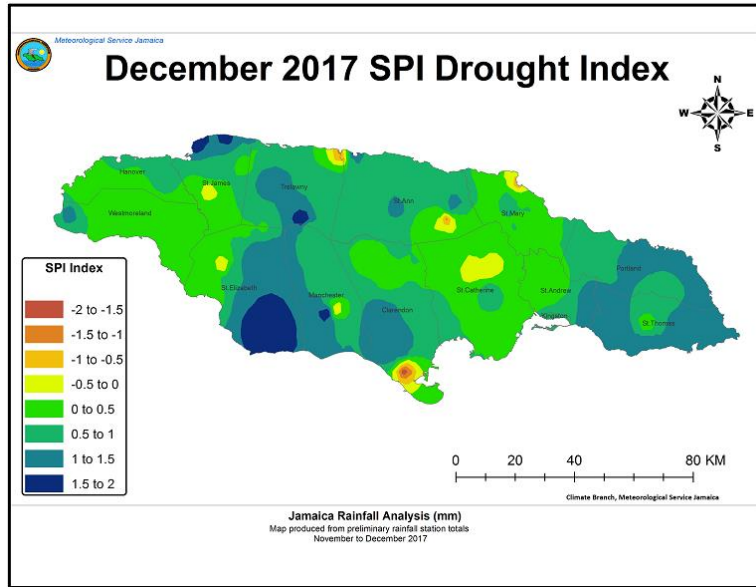 Meteorological Service Jamaica
December 2017 SPI Drought Index
N
W E
S
Hanover
St.James
Trelawny
St.Ann
St.Mary
Westmoreland
Portland
St.Elizabeth
Manchester
Clarendon
St.Catherine
St.Andrew
Kingston
St.Thomas
SPI Index
-2 to -1.5
-1.5 to -1
-1 to -0.5
-0.5 to 0
0 to 0.5
0.5 to 1
1 to 1.5
1.5 to 2
0 20 40 80 KM
Climate Branch, Meteorological Service Jamaica
Jamaica Rainfall Analysis (mm)
Map produced from preliminary rainfall station totals
November to December 2017